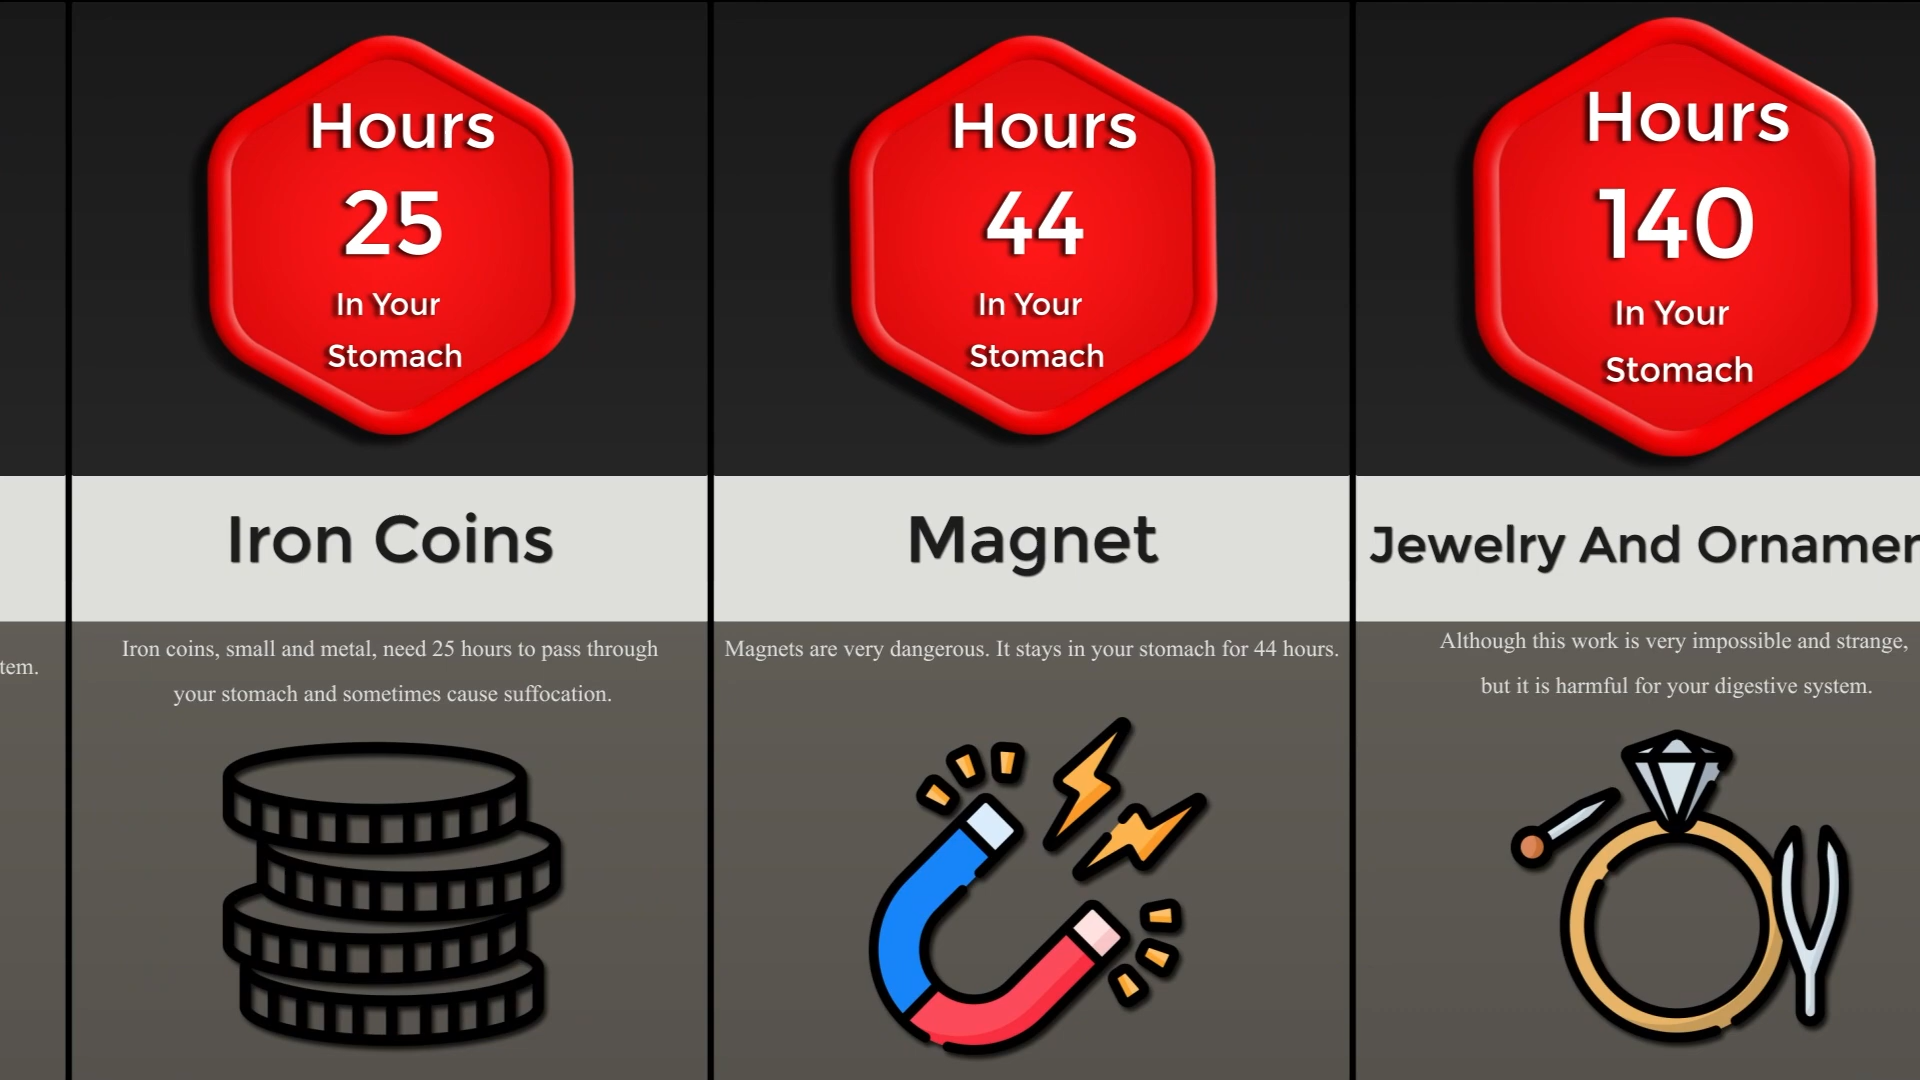 tem.
Hours
25
In Your
Stomach
Iron Coins
Iron coins, small and metal, need 25 hours to pass through
your stomach and sometimes cause suffocation.
Hours
44
In Your
Stomach
Magnet
Magnets are very dangerous. It stays in your stomach for 44 hours.
Hours
140
In Your
Stomach
Jewelry And Ornamen
Although this work is very impossible and strange,
but it is harmful for your digestive system.